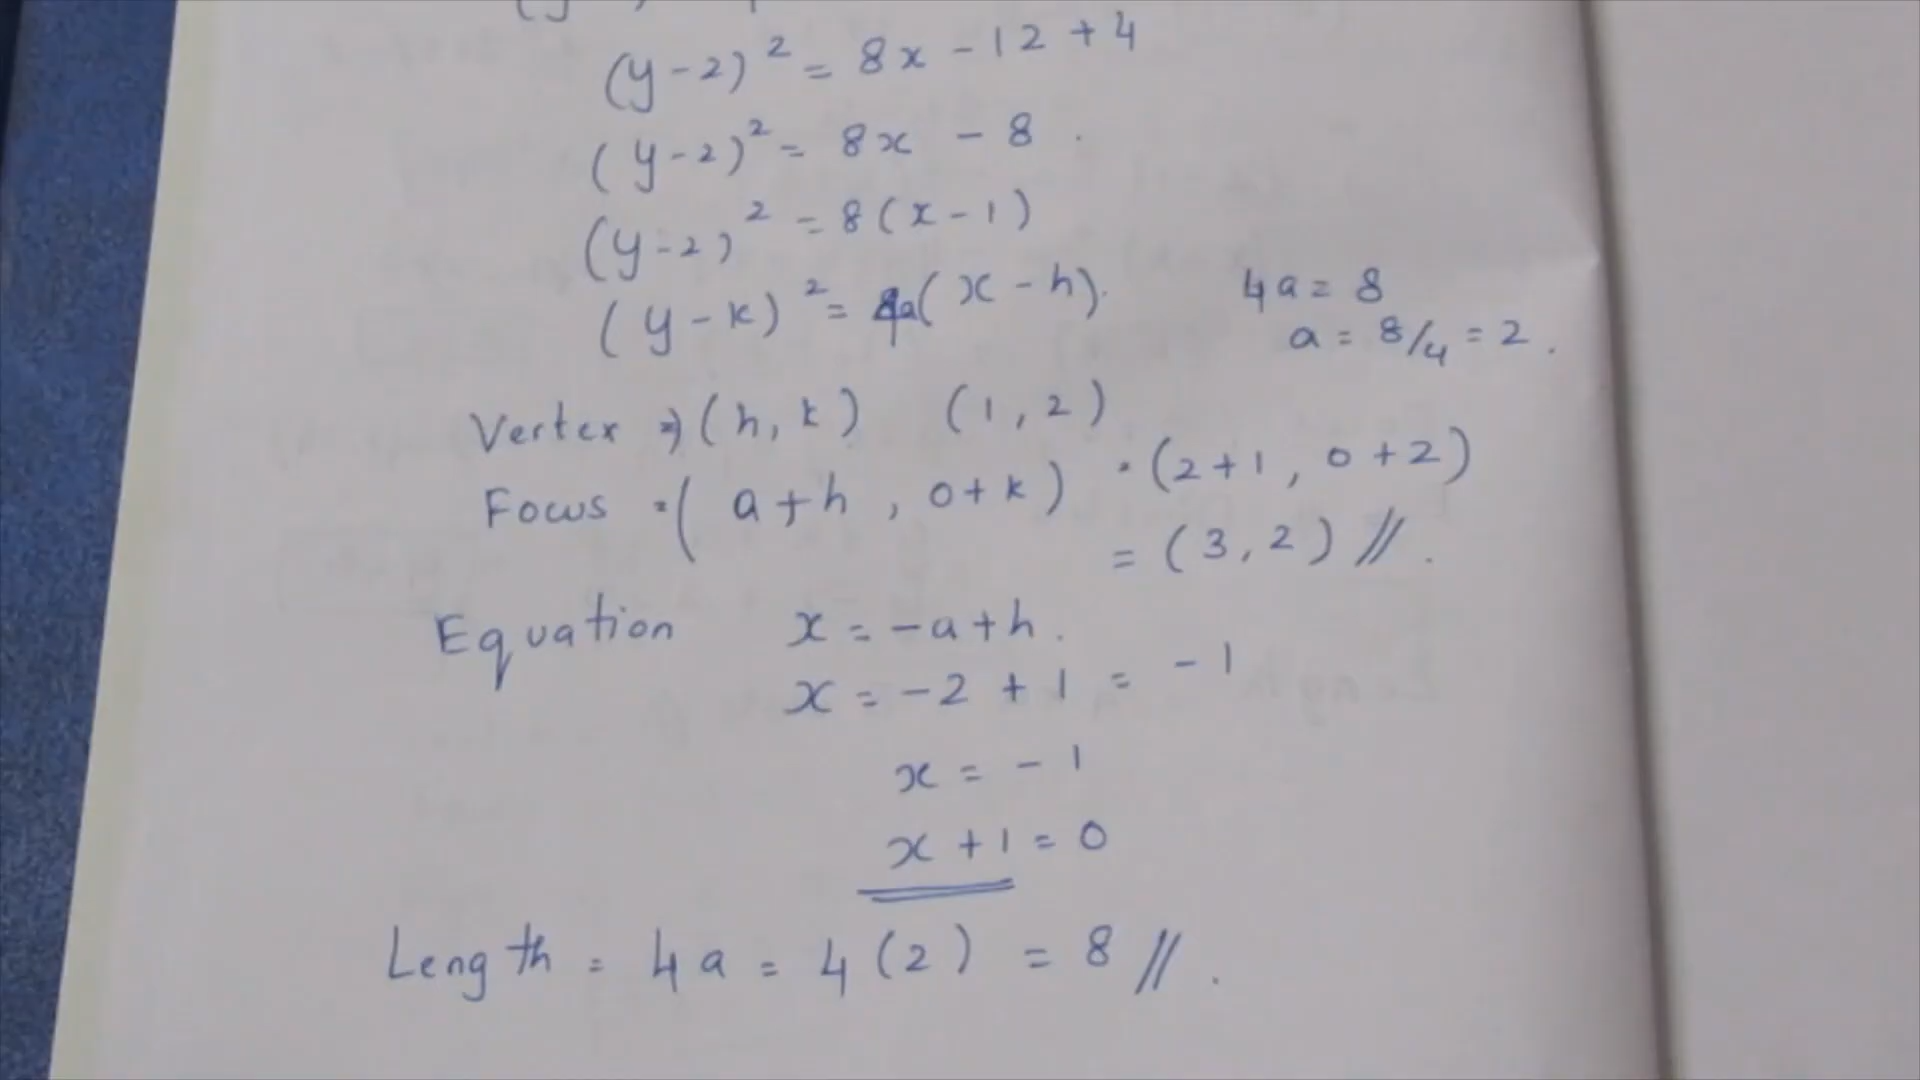 (y-2)² = 8x - 12 + 4
(y-2)² = 8x - 8
(y-2)² = 8(x-1)
(y-k)² = 4a(x-h).
4a = 8
a = 8/4 = 2.
Vertex ⇒ (h, k) (1, 2)
Focus = (a+h, 0+k) = (2+1, 0+2)
= (3, 2) //.
Equation x = -a+h.
x = -2 + 1 = -1
x = -1
x + 1 = 0
Length = 4a = 4(2) = 8 //.